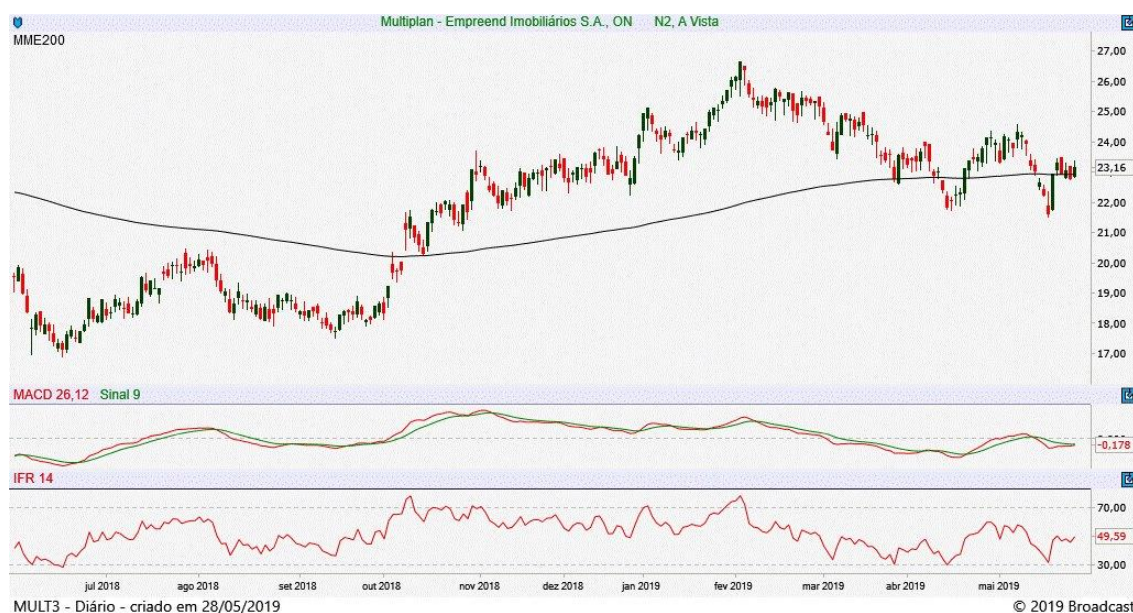 Multiplan - Empreend Imobiliários S.A., ON N2, A Vista
MME200
27,00
26,00
25,00
24,00
23,16
22,00
21,00
20,00
19,00
18,00
17,00
MACD 26,12 Sinal 9
-0,178
IFR 14
70,00
49,59
30,00
jul 2018 ago 2018 set 2018 out 2018 nov 2018 dez 2018 jan 2019 fev 2019 mar 2019 abr 2019 mai 2019
MULT3 - Diário - criado em 28/05/2019 © 2019 Broadcast